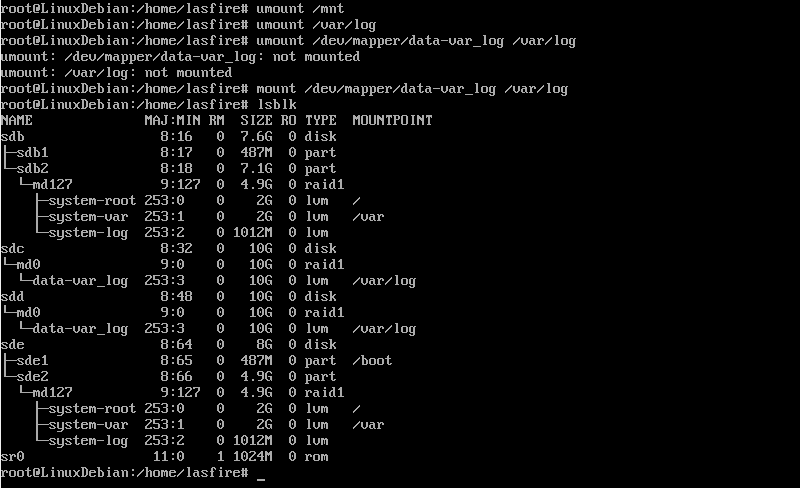 root@LinuxDebian:/home/lasfire# umount /mnt
root@LinuxDebian:/home/lasfire# umount /var/log
root@LinuxDebian:/home/lasfire# umount /dev/mapper/data-var_log /var/log
umount: /dev/mapper/data-var_log: not mounted
umount: /var/log: not mounted
root@LinuxDebian:/home/lasfire# mount /dev/mapper/data-var_log /var/log
root@LinuxDebian:/home/lasfire# lsblk
NAME              MAJ:MIN RM  SIZE RO TYPE  MOUNTPOINT
sdb                 8:16   0  7.6G  0 disk
├─sdb1              8:17   0  487M  0 part
└─sdb2              8:18   0  7.1G  0 part
  └─md127           9:127  0  4.9G  0 raid1
    ├─system-root 253:0    0    2G  0 lvm   /
    ├─system-var  253:1    0    2G  0 lvm   /var
    └─system-log  253:2    0 1012M  0 lvm
sdc                 8:32   0   10G  0 disk
└─md0               9:0    0   10G  0 raid1
  └─data-var_log  253:3    0   10G  0 lvm   /var/log
sdd                 8:48   0   10G  0 disk
└─md0               9:0    0   10G  0 raid1
  └─data-var_log  253:3    0   10G  0 lvm   /var/log
sde                 8:64   0    8G  0 disk
├─sde1              8:65   0  487M  0 part  /boot
└─sde2              8:66   0  4.9G  0 part
  └─md127           9:127  0  4.9G  0 raid1
    ├─system-root 253:0    0    2G  0 lvm   /
    ├─system-var  253:1    0    2G  0 lvm   /var
    └─system-log  253:2    0 1012M  0 lvm
sr0                11:0    1 1024M  0 rom
root@LinuxDebian:/home/lasfire# _